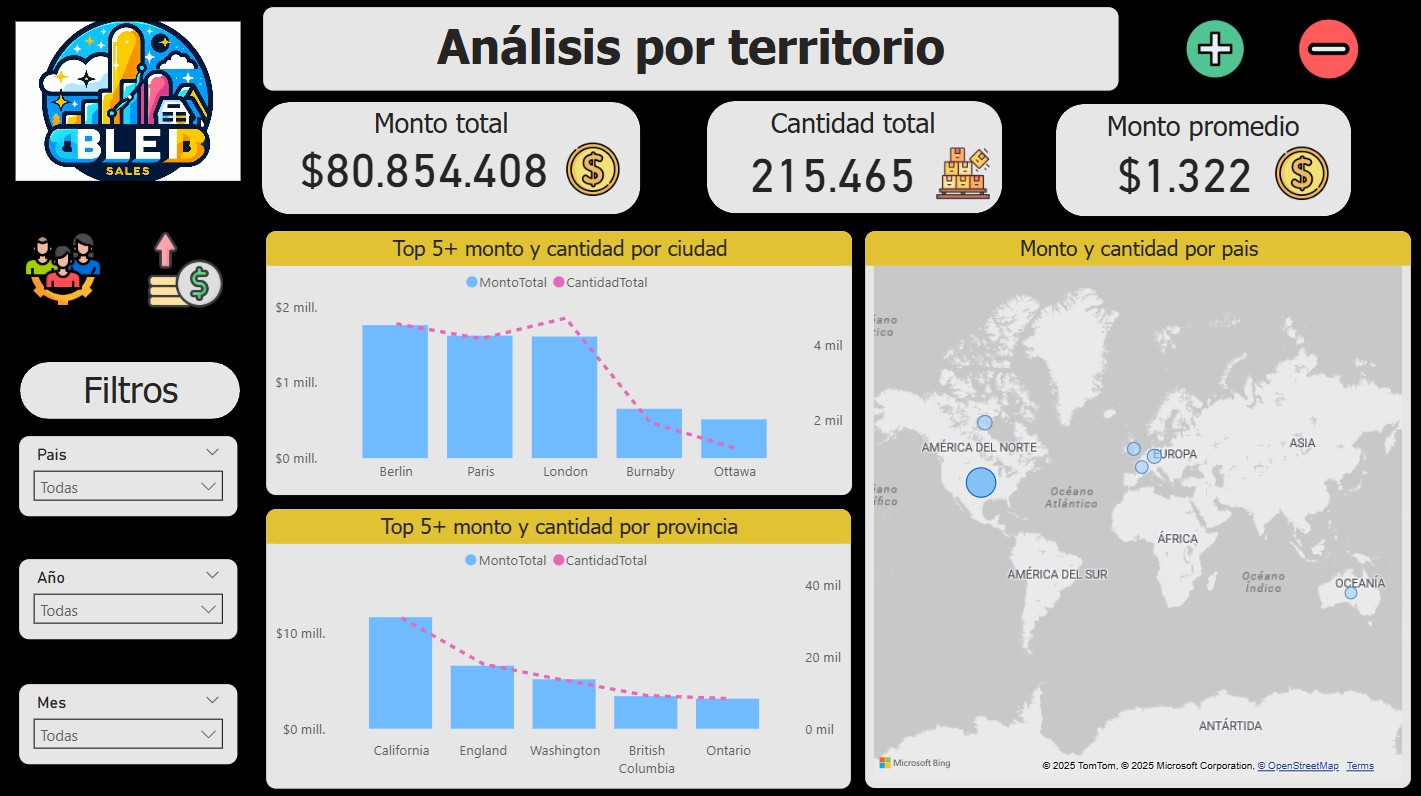 Análisis por territorio
BLEB
SALES
Monto total
$80.854.408
Cantidad total
215.465
Monto promedio
$1.322
Filtros
Pais
Todas
Año
Todas
Mes
Todas
Top 5+ monto y cantidad por ciudad
MontoTotal CantidadTotal
$2 mill.
$1 mill.
$0 mill.
4 mil
2 mil
Berlin Paris London Burnaby Ottawa
Top 5+ monto y cantidad por provincia
MontoTotal CantidadTotal
$10 mill.
$0 mill.
40 mil
20 mil
0 mil
California England Washington British Ontario
Columbia
Monto y cantidad por pais
éano
tico
AMÉRICA DEL NORTE
EUROPA
ASIA
éano
ífico
Océano
Atlántico
ÁFRICA
AMÉRICA DEL SUR
Océano
Índico
OCEANÍA
ANTÁRTIDA
Microsoft Bing
© 2025 TomTom, © 2025 Microsoft Corporation, © OpenStreetMap Terms